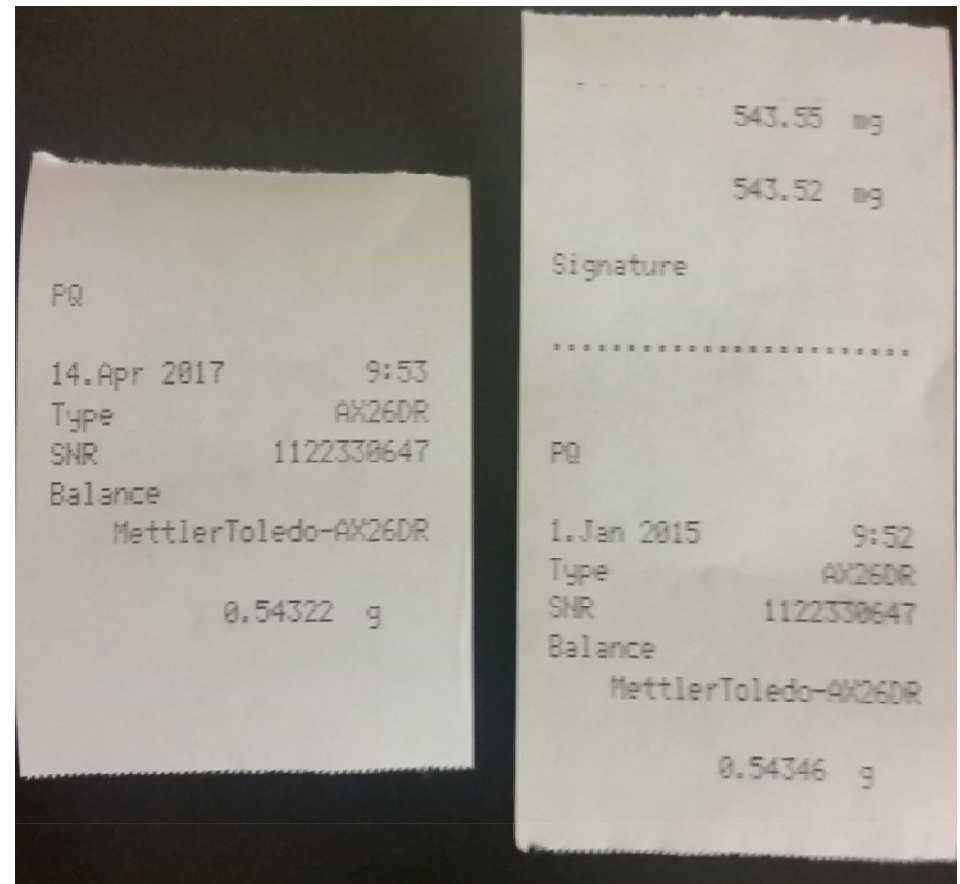 PQ
14.Apr 2017 9:53
Type AX26DR
SNR 1122330647
Balance
MettlerToledo-AX26DR
0.54322 g
543.55 mg
543.52 mg
Signature
........................
PQ
1.Jan 2015 9:52
Type AX26DR
SNR 1122330647
Balance
MettlerToledo-AX26DR
0.54346 g